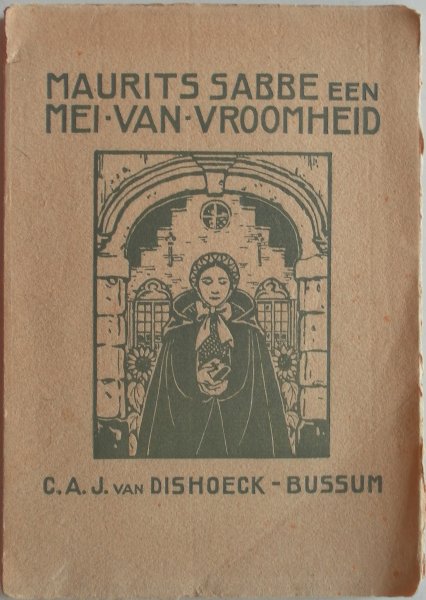 MAURITS SABBE EEN
MEI·VAN·VROOMHEID
C.A.J. VAN DISHOECK – BUSSUM